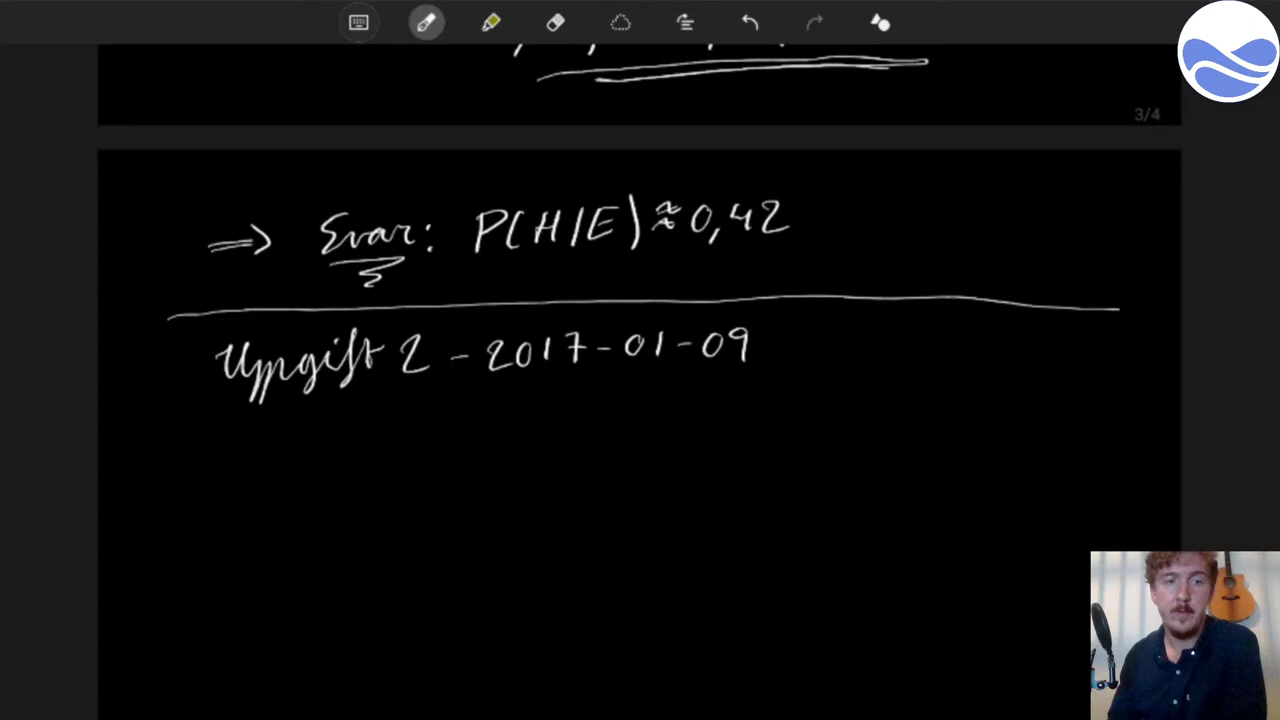 3/4
⇒ Svar: P(H|E) ≈ 0,42
Uppgift 2 - 2017-01-09